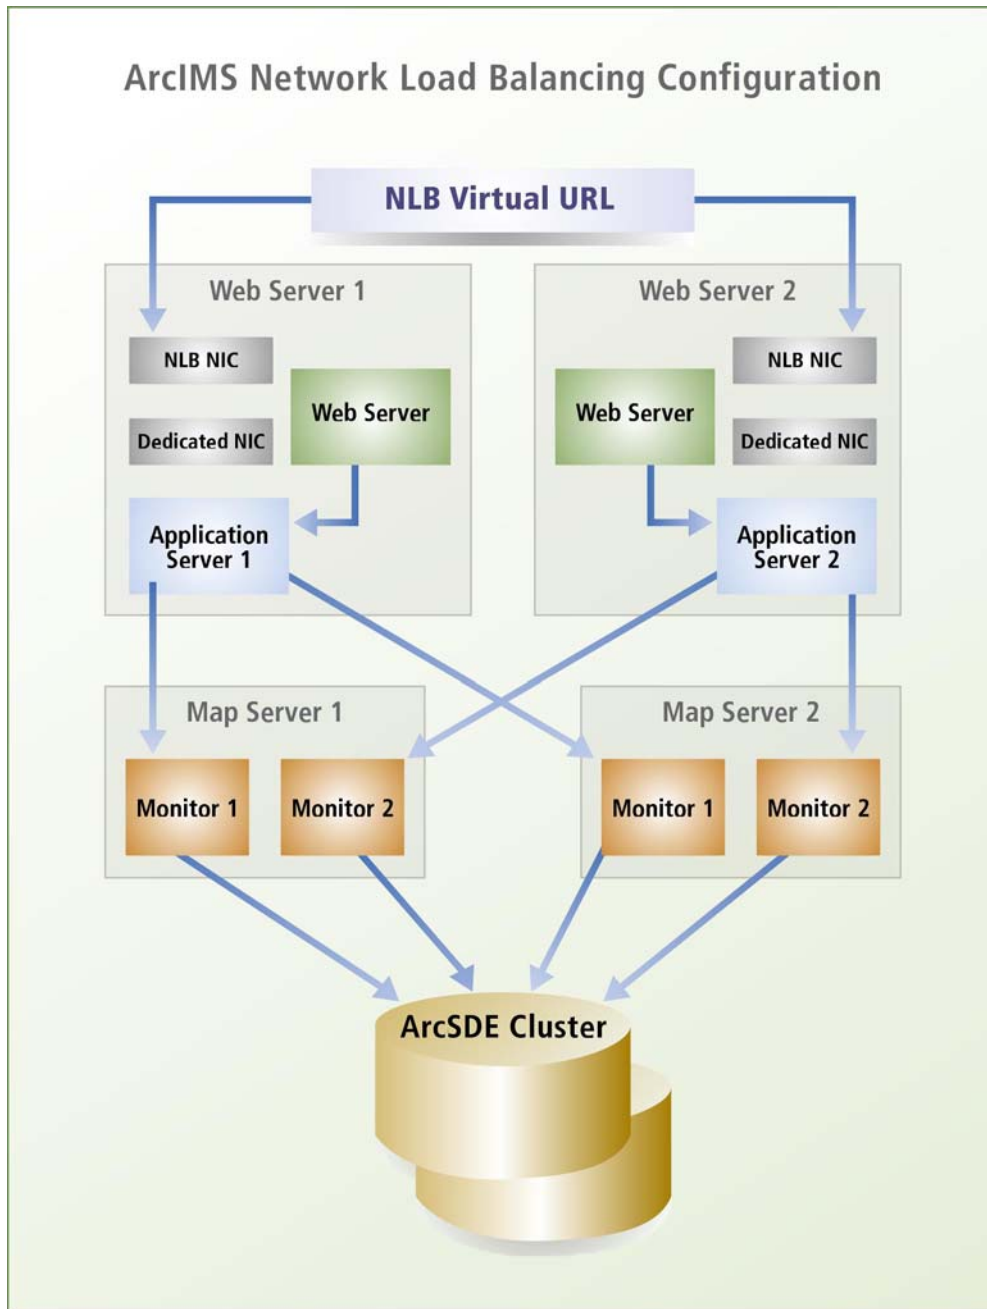 ArcIMS Network Load Balancing Configuration
NLB Virtual URL
Web Server 1
NLB NIC
Web Server
Dedicated NIC
Application
Server 1
Web Server 2
NLB NIC
Web Server
Dedicated NIC
Application
Server 2
Map Server 1
Monitor 1
Monitor 2
Map Server 2
Monitor 1
Monitor 2
ArcSDE Cluster